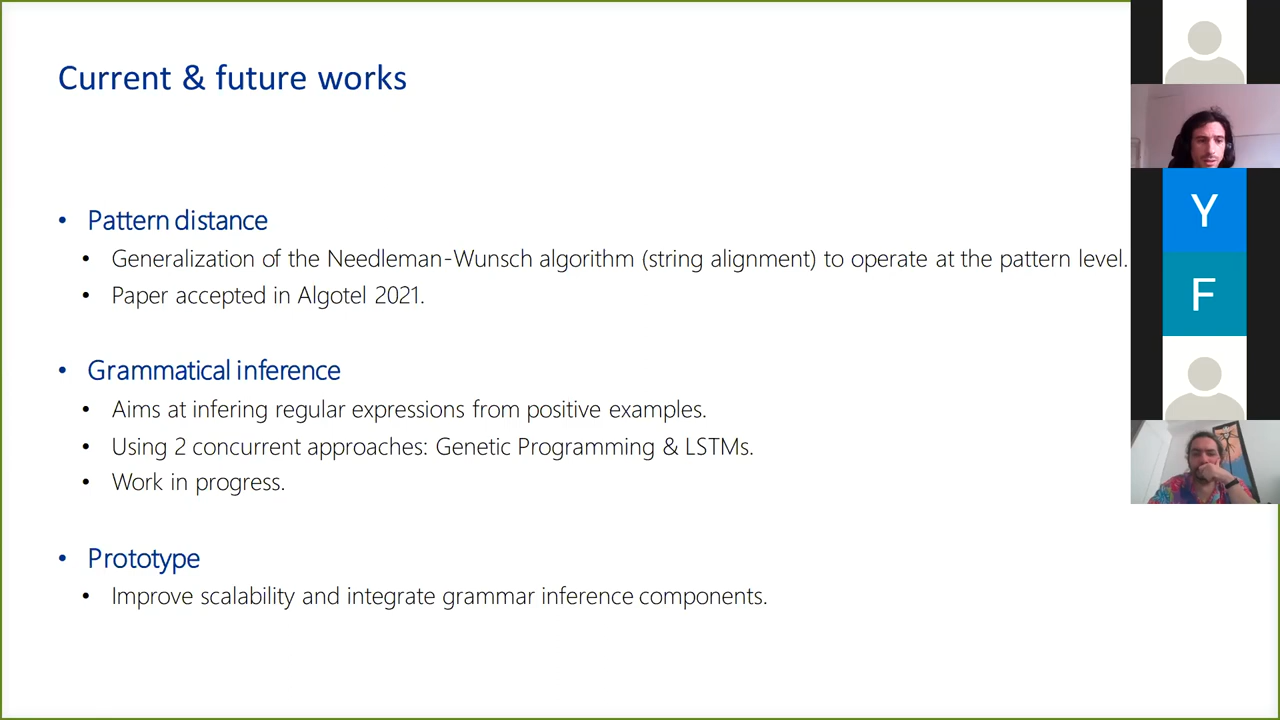 Current & future works
• Pattern distance
• Generalization of the Needleman-Wunsch algorithm (string alignment) to operate at the pattern level.
• Paper accepted in Algotel 2021.
• Grammatical inference
• Aims at infering regular expressions from positive examples.
• Using 2 concurrent approaches: Genetic Programming & LSTMs.
• Work in progress.
• Prototype
• Improve scalability and integrate grammar inference components.
Y
F